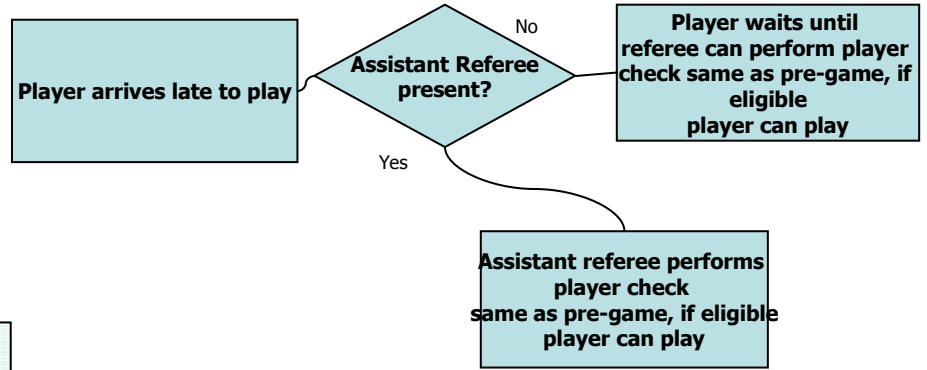 Player arrives late to play
Assistant Referee
present?
No
Player waits until
referee can perform player
check same as pre-game, if
eligible
player can play
Yes
Assistant referee performs
player check
same as pre-game, if eligible
player can play